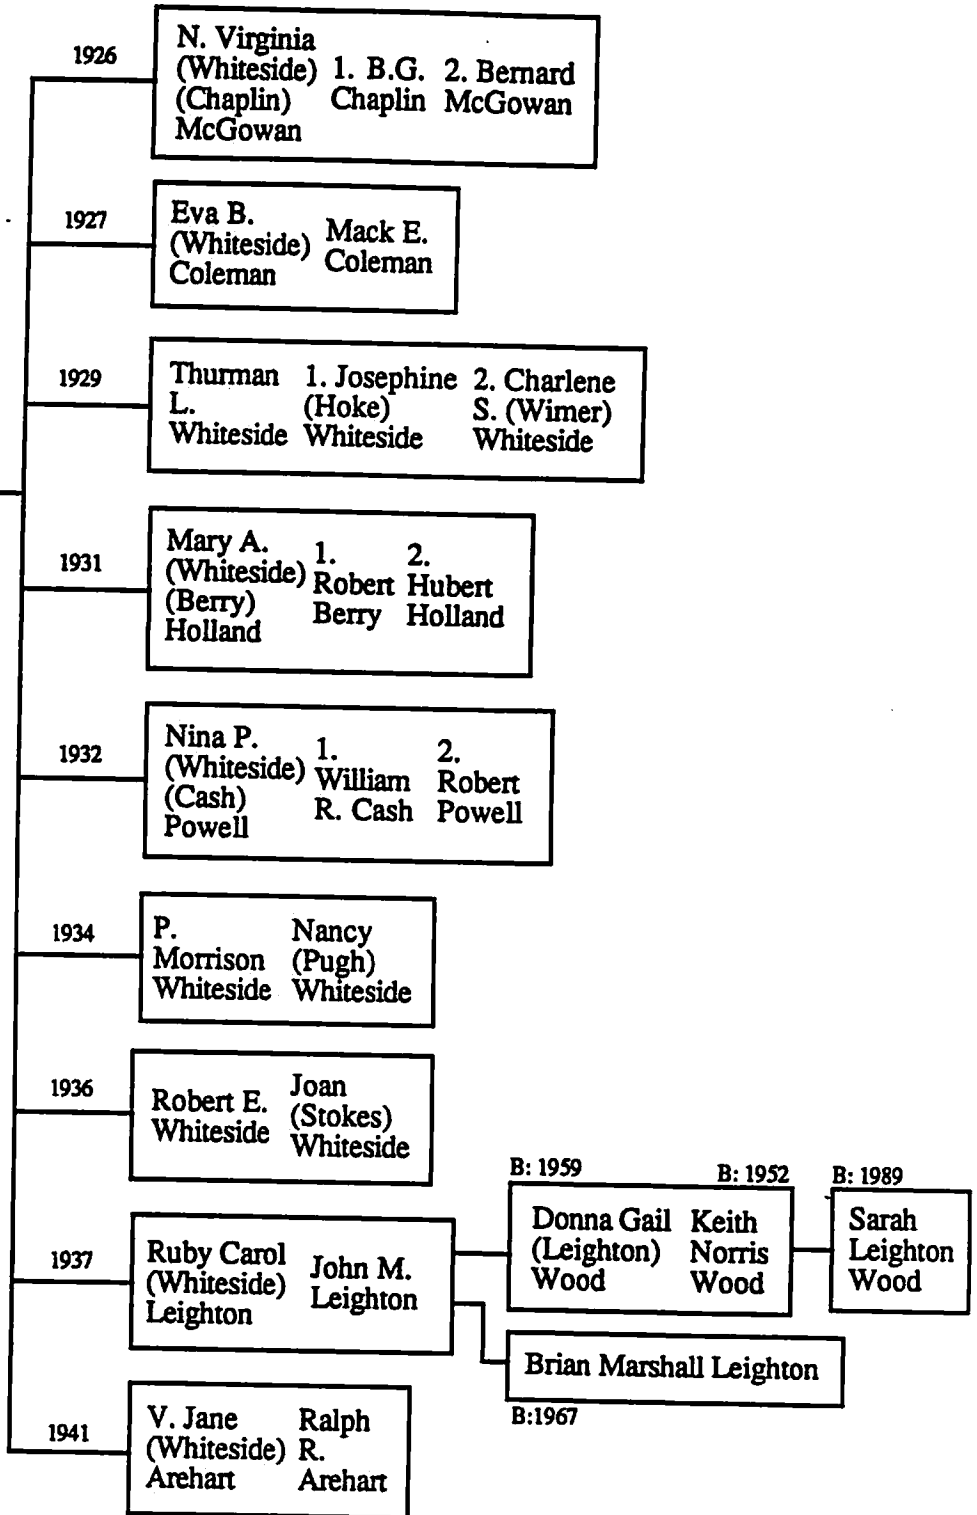 1926
N. Virginia
(Whiteside)
(Chaplin)
McGowan
1. B.G.
Chaplin
2. Bernard
McGowan
1927
Eva B.
(Whiteside)
Coleman
Mack E.
Coleman
1929
Thurman
L.
Whiteside
1. Josephine
(Hoke)
Whiteside
2. Charlene
S. (Wimer)
Whiteside
1931
Mary A.
(Whiteside)
(Berry)
Holland
1.
Robert
Berry
2.
Hubert
Holland
1932
Nina P.
(Whiteside)
(Cash)
Powell
1.
William
R. Cash
2.
Robert
Powell
1934
P.
Morrison
Whiteside
Nancy
(Pugh)
Whiteside
1936
Robert E.
Whiteside
Joan
(Stokes)
Whiteside
1937
Ruby Carol
(Whiteside)
Leighton
John M.
Leighton
B: 1959
Donna Gail
(Leighton)
Wood
B: 1952
Keith
Norris
Wood
B: 1989
Sarah
Leighton
Wood
Brian Marshall Leighton
B:1967
1941
V. Jane
(Whiteside)
Arehart
Ralph
R.
Arehart